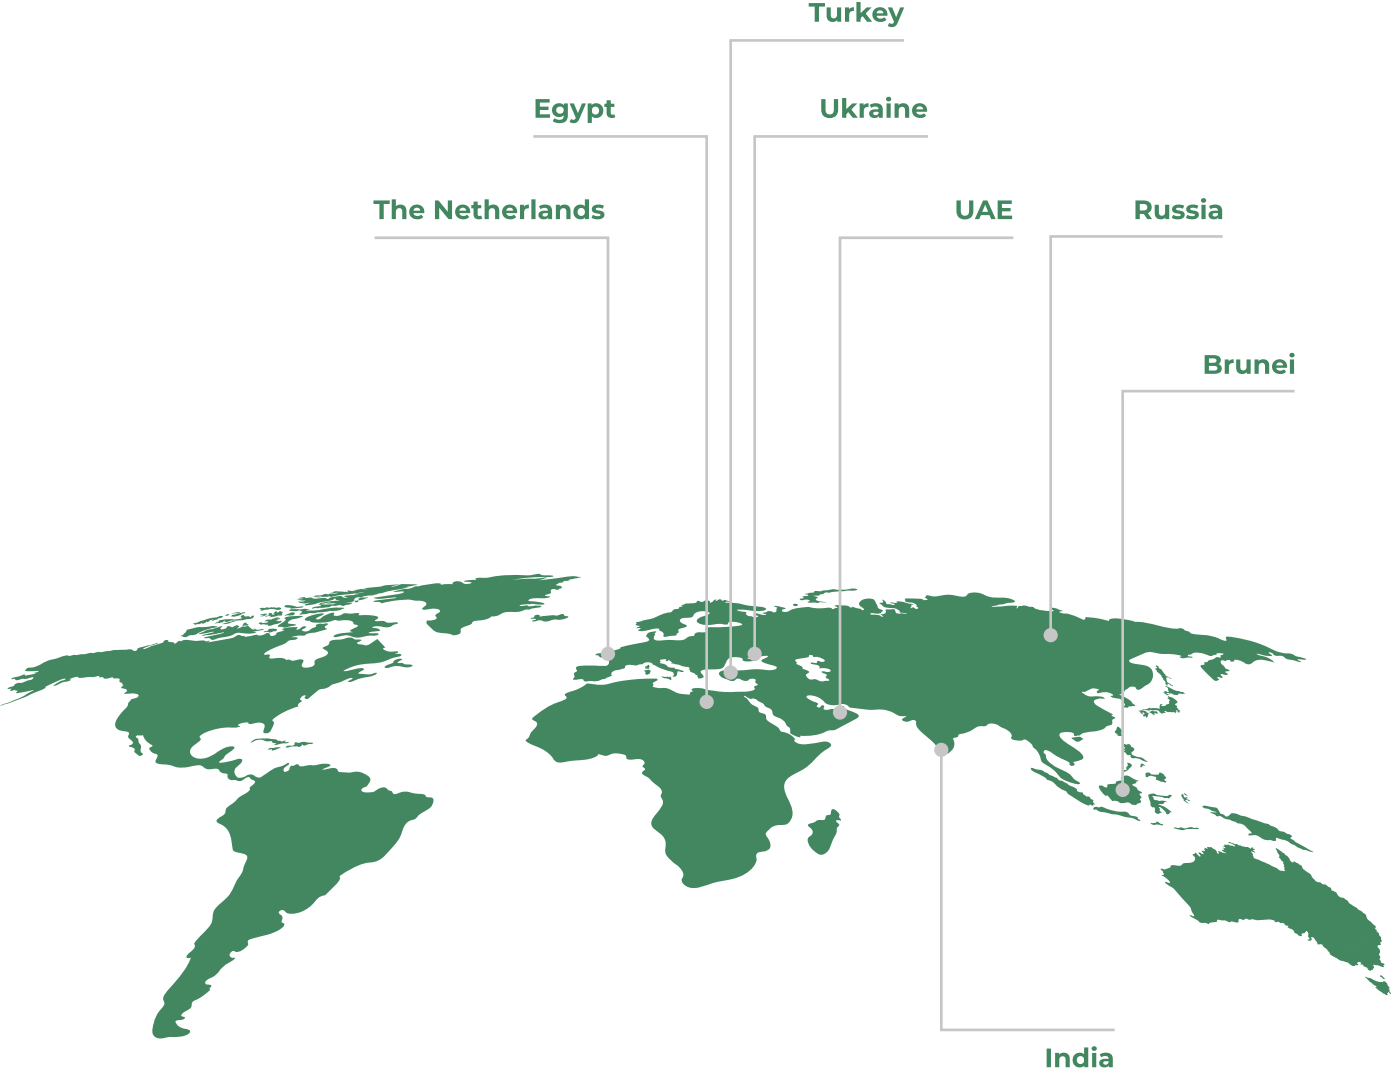 Turkey
Egypt
Ukraine
The Netherlands
UAE
Russia
Brunei
India